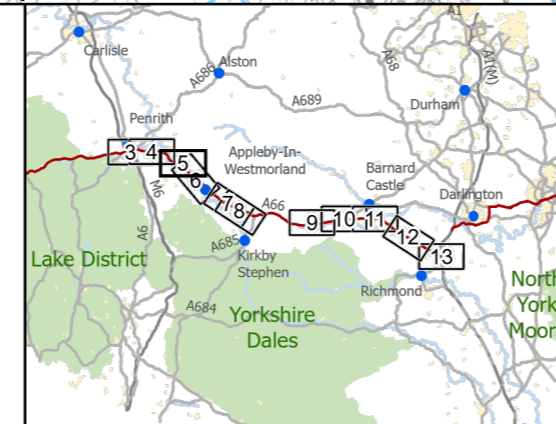 A1
Carlisle
A68
A1(M)
Alston
A686
A689
Durham
Penrith
3 4 5 6 7 8
Appleby-In-
Westmorland
Barnard
Castle
Darlington
M6
A66
9 10 11 12 13
A6
A685
Kirkby
Stephen
Lake District
Richmond
A684
Yorkshire
Dales
North
York
Moor